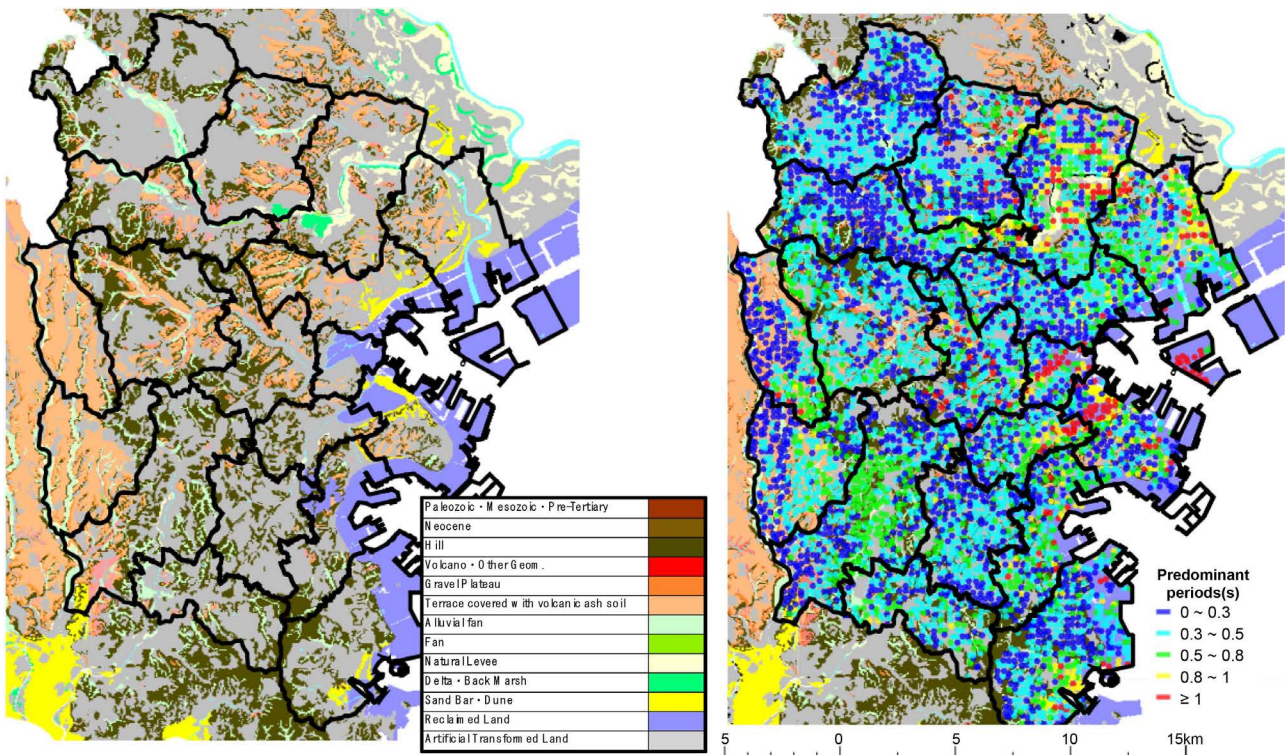 Paleozoic・Mesozoic・Pre-Tertiary
Neocene
Hill
Volcano・Other Geom.
Gravel Plateau
Terrace covered with volcanic ash soil
Alluvial fan
Fan
Natural Levee
Delta・Back Marsh
Sand Bar・Dune
Reclaimed Land
Artificial Transformed Land
Predominant
periods(s)
0 ~ 0.3
0.3 ~ 0.5
0.5 ~ 0.8
0.8 ~ 1
≥ 1
5 0 5 10 15km